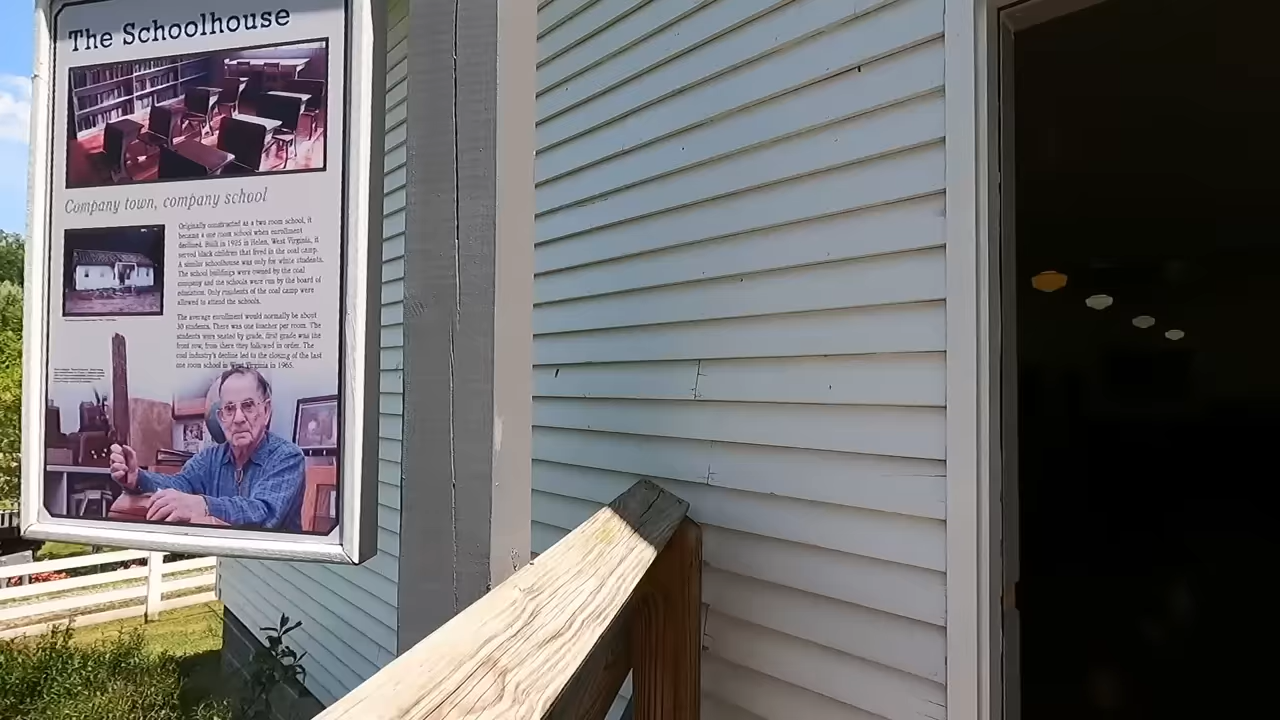 The Schoolhouse
Company town, company school
Originally constructed as a two room school, it
became a one room school when enrollment
declined. Built in 1925 in Helen, West Virginia, it
served black children that lived in the coal camp.
A similar schoolhouse was only for white students.
The school buildings were owned by the coal
company and the schools were run by the board of
education. Only residents of the coal camp were
allowed to attend the schools.
The average enrollment would normally be about
30 students. There was one teacher per room. The
students were seated by grade, first grade was the
front row, from there they followed in order. The
coal industry's decline led to the closing of the last
one room school in West Virginia in 1965.